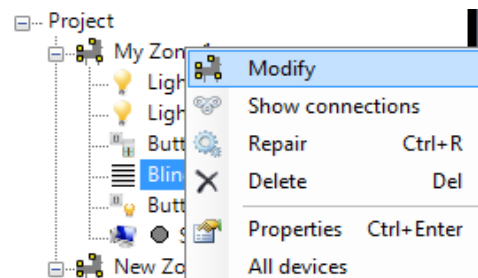 Project
My Zon
Modify
Ligh
Show connections
Ligh
Repair Ctrl+R
Butt
Blin
Delete Del
Butt
Properties Ctrl+Enter
S
New Zo
All devices